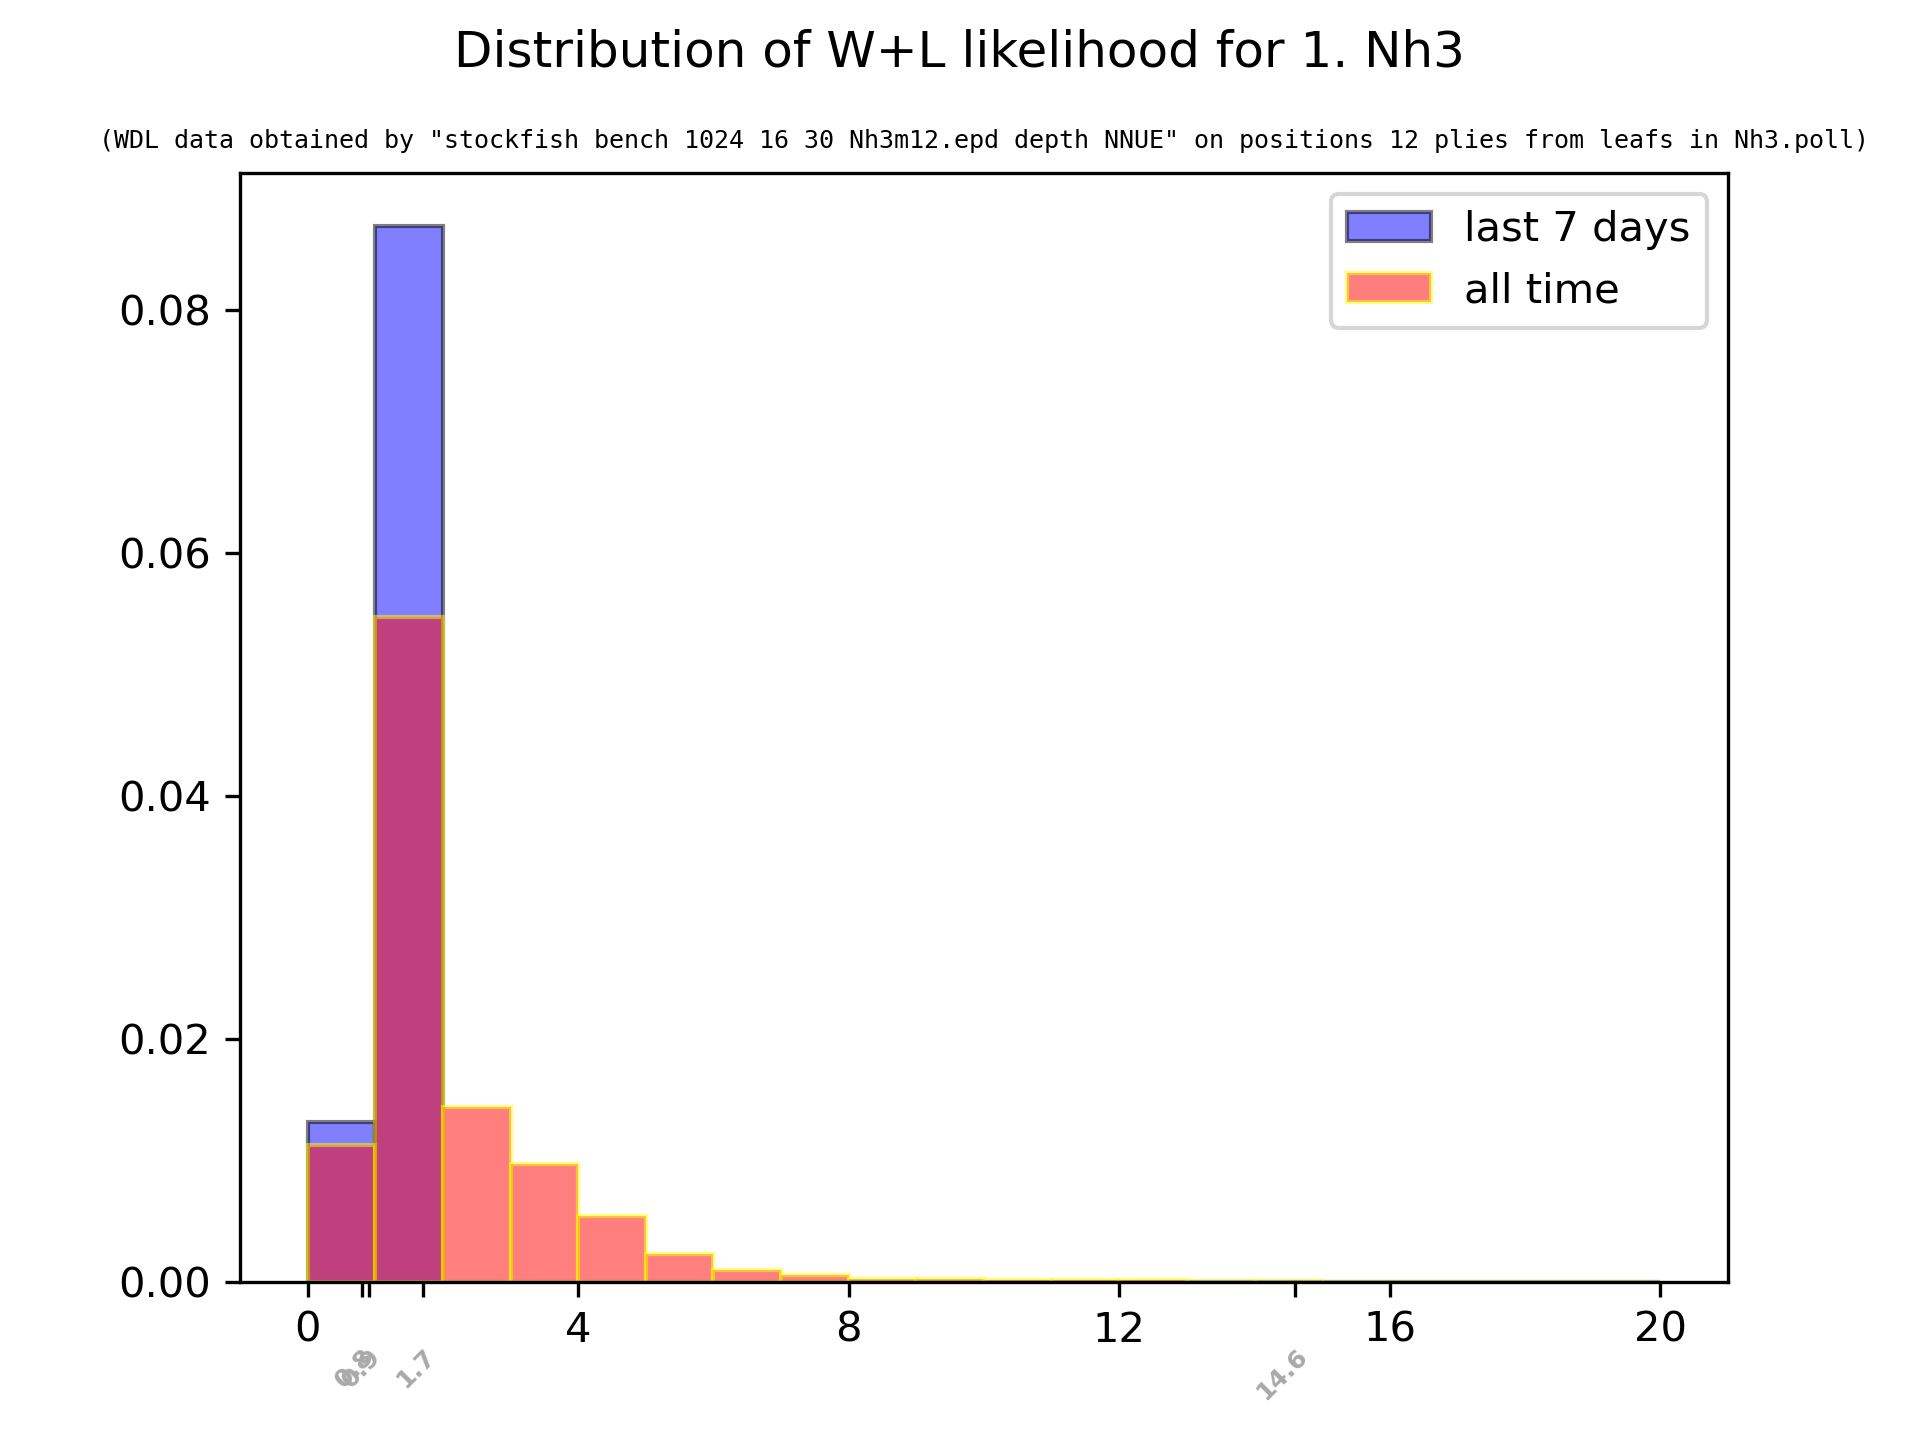 Distribution of W+L likelihood for 1. Nh3
(WDL data obtained by "stockfish bench 1024 16 30 Nh3m12.epd depth NNUE" on positions 12 plies from leafs in Nh3.poll)
last 7 days
all time
0.08
0.06
0.04
0.02
0.00
0 4 8 12 16 20
1.7 14.6